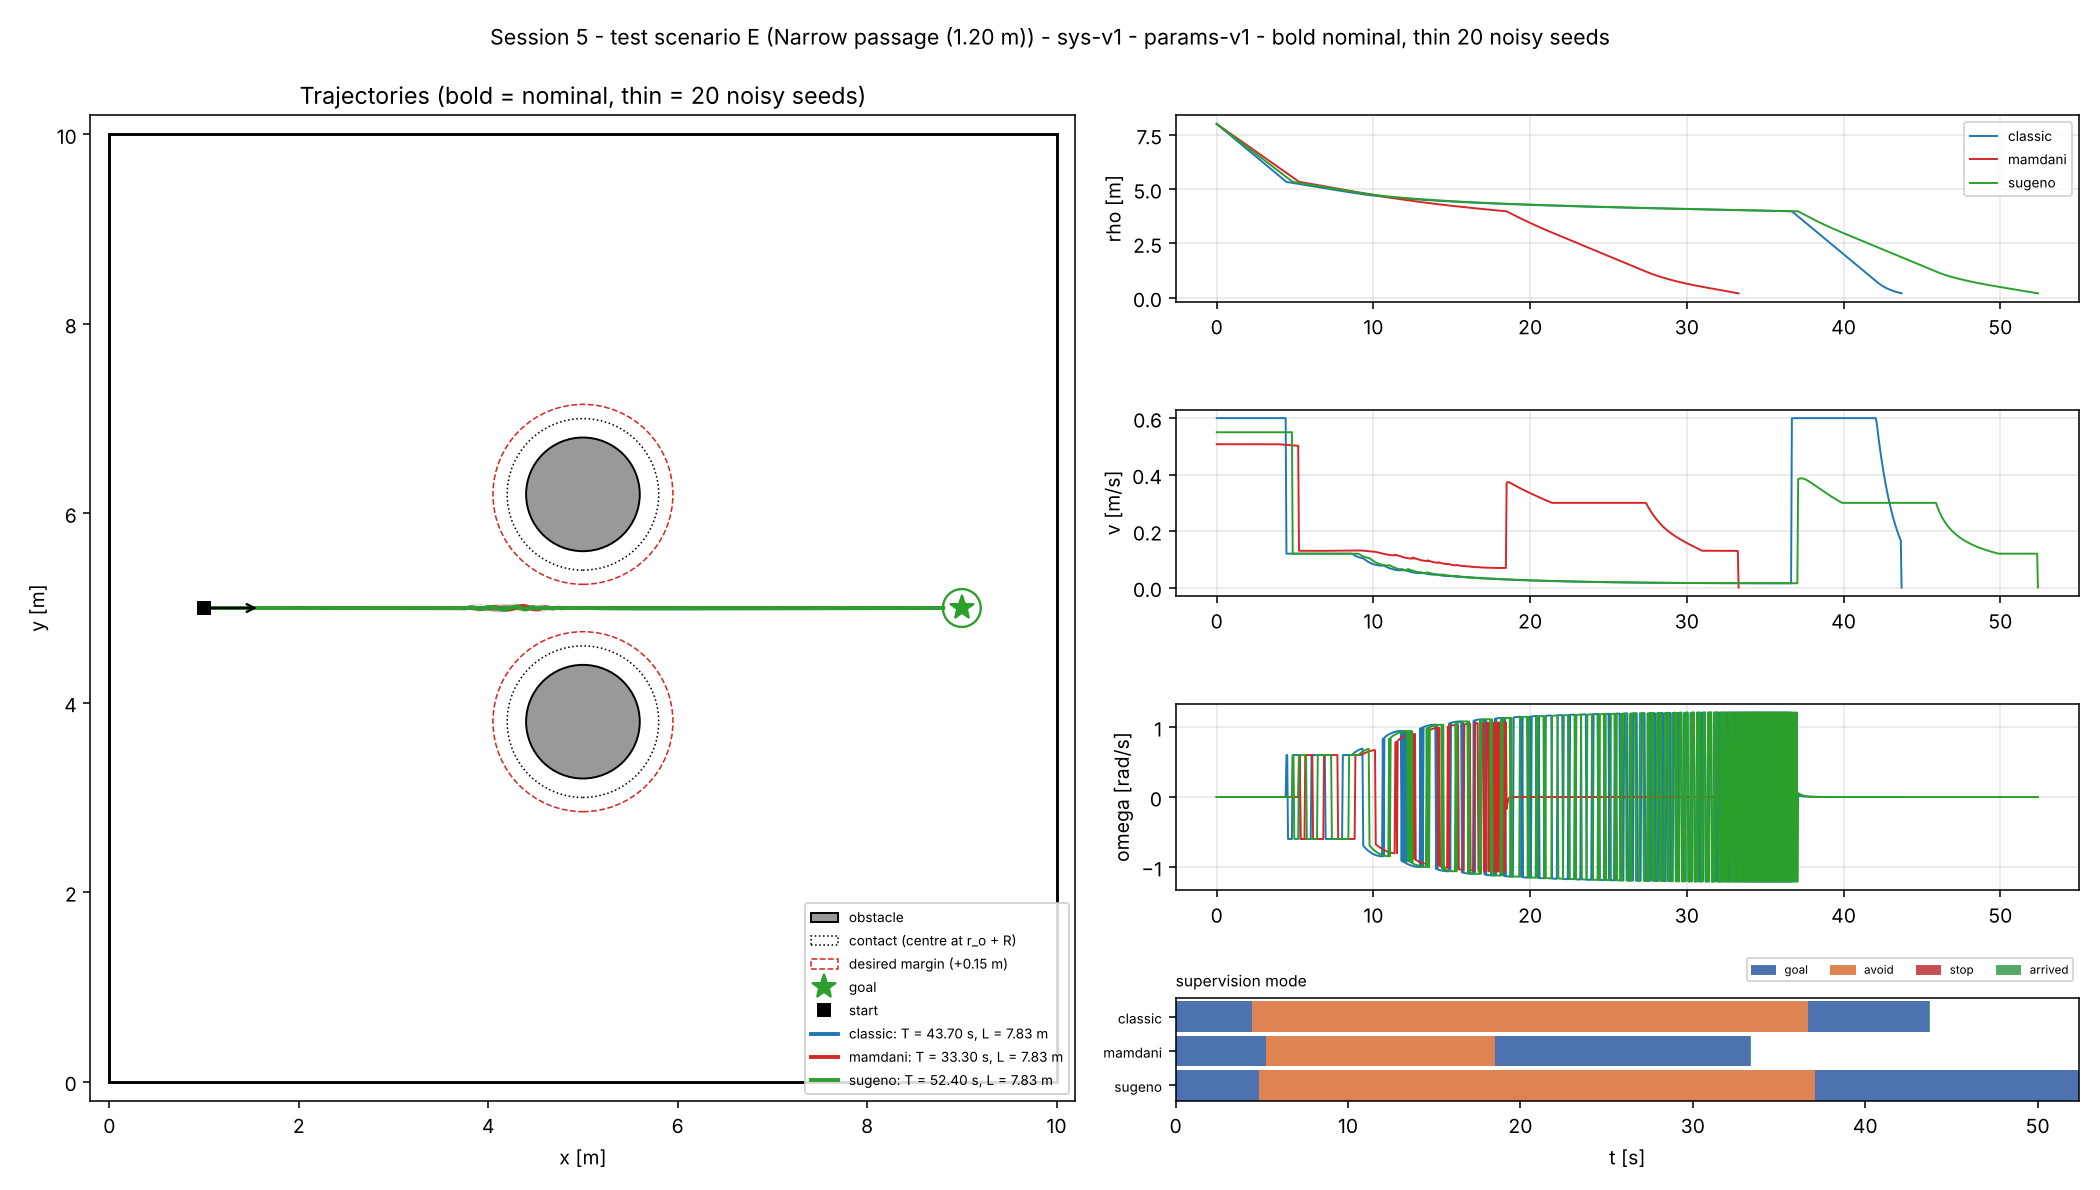 Session 5 - test scenario E (Narrow passage (1.20 m)) - sys-v1 - params-v1 - bold nominal, thin 20 noisy seeds
Trajectories (bold = nominal, thin = 20 noisy seeds)
10
8
6
4
2
0
y [m]
0 2 4 6 8 10
x [m]
obstacle
contact (centre at r_o + R)
desired margin (+0.15 m)
goal
start
classic: T = 43.70 s, L = 7.83 m
mamdani: T = 33.30 s, L = 7.83 m
sugeno: T = 52.40 s, L = 7.83 m
7.5
5.0
2.5
0.0
rho [m]
classic
mamdani
sugeno
0 10 20 30 40 50
0.6
0.4
0.2
0.0
v [m/s]
0 10 20 30 40 50
1
0
−1
omega [rad/s]
0 10 20 30 40 50
supervision mode
goal avoid stop arrived
classic
mamdani
sugeno
0 10 20 30 40 50
t [s]